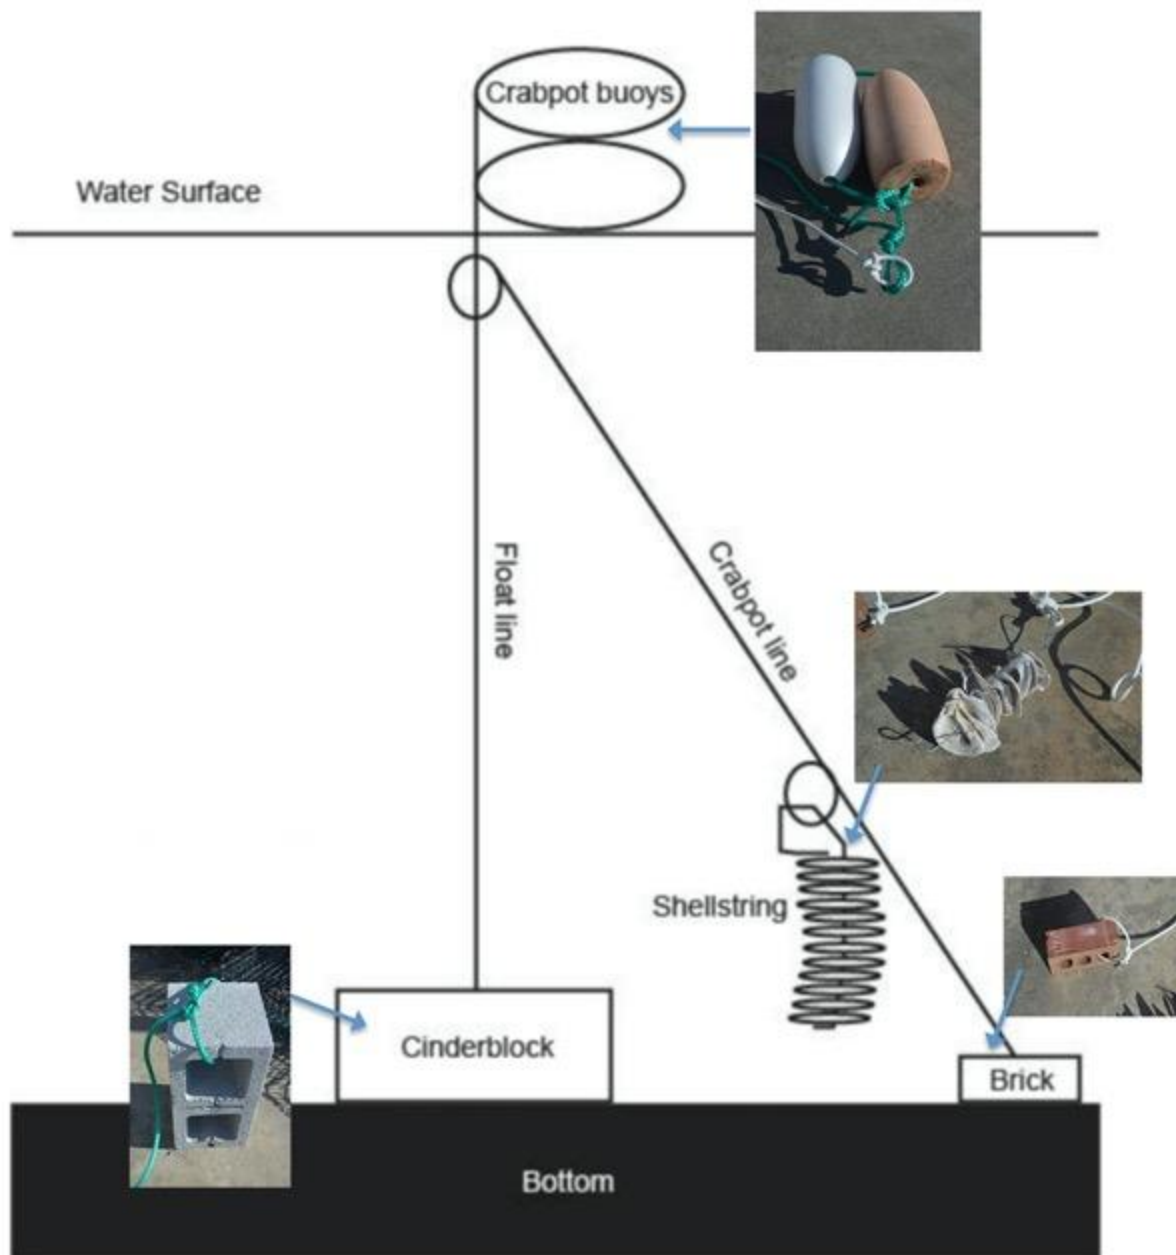 Crabpot buoys
Water Surface
Float line
Crabpot line
Shellstring
Cinderblock
Brick
Bottom